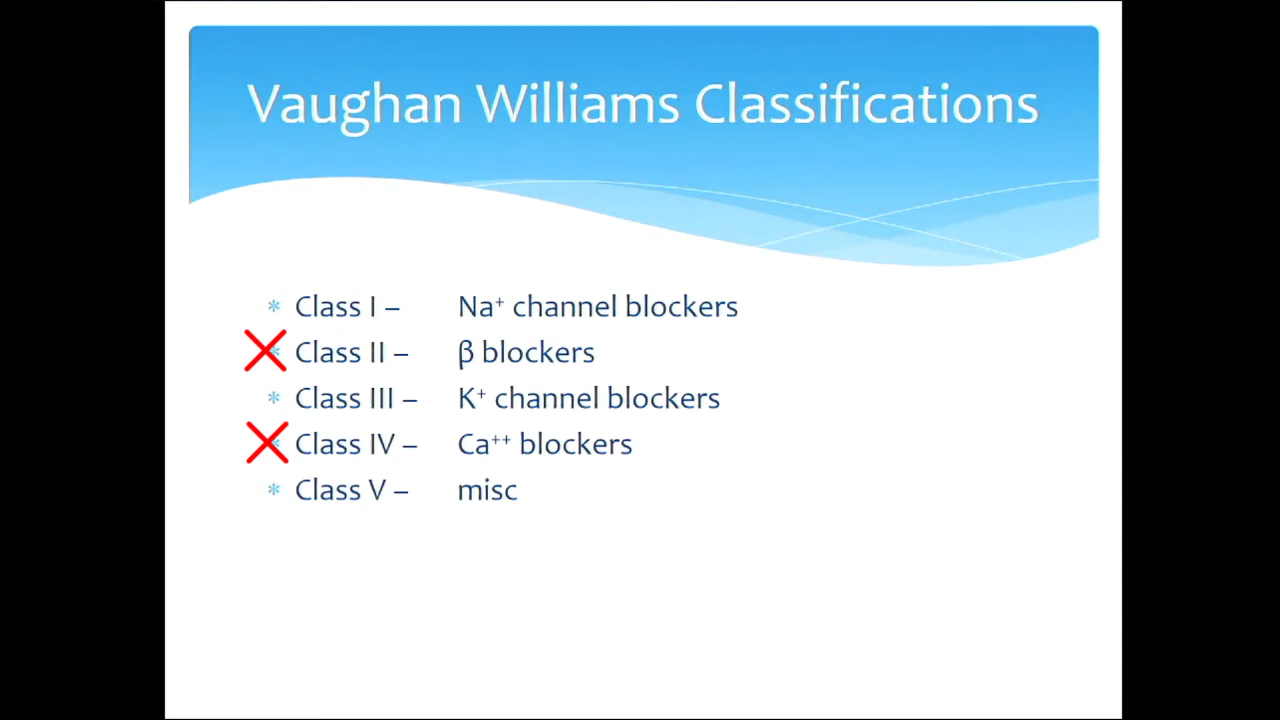 Vaughan Williams Classifications
* Class I – Na⁺ channel blockers
* Class II – β blockers
* Class III – K⁺ channel blockers
* Class IV – Ca⁺⁺ blockers
* Class V – misc